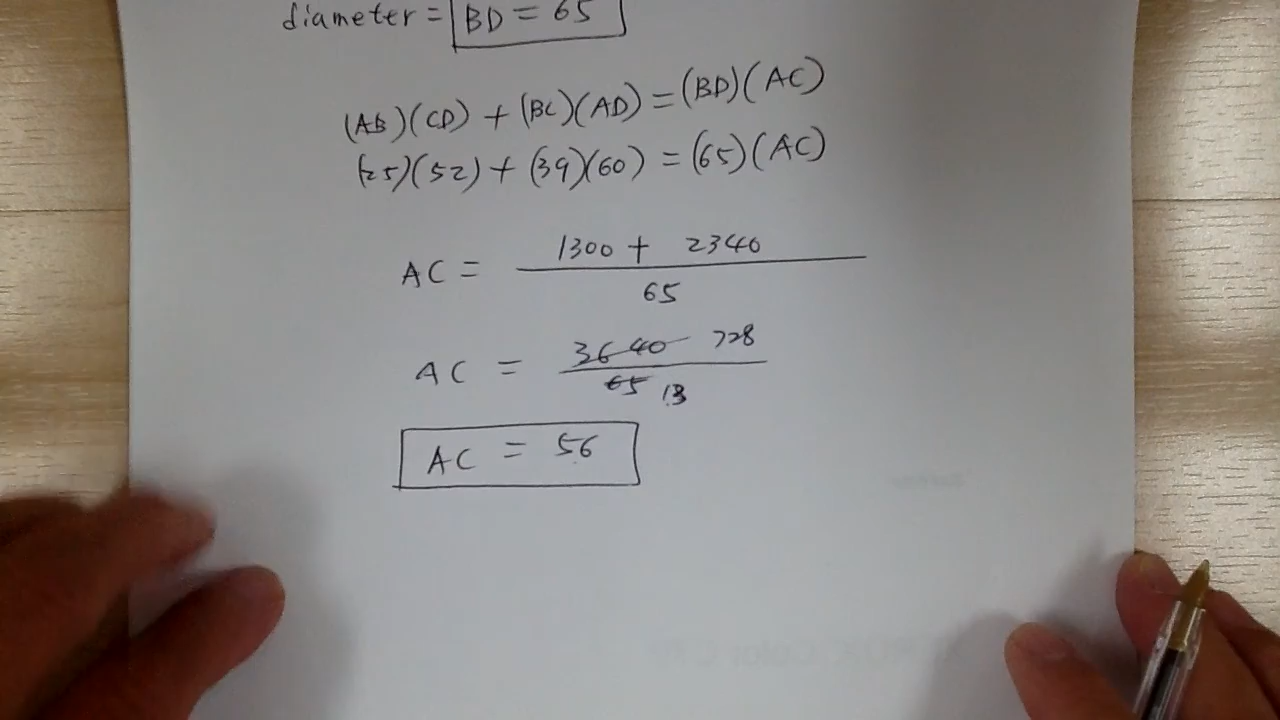 diameter = BD = 65
(AB)(CD) + (BC)(AD) = (BD)(AC)
(25)(52) + (39)(60) = (65)(AC)
AC = 1300 + 2340
65
AC = 3640 728
65 13
AC = 56